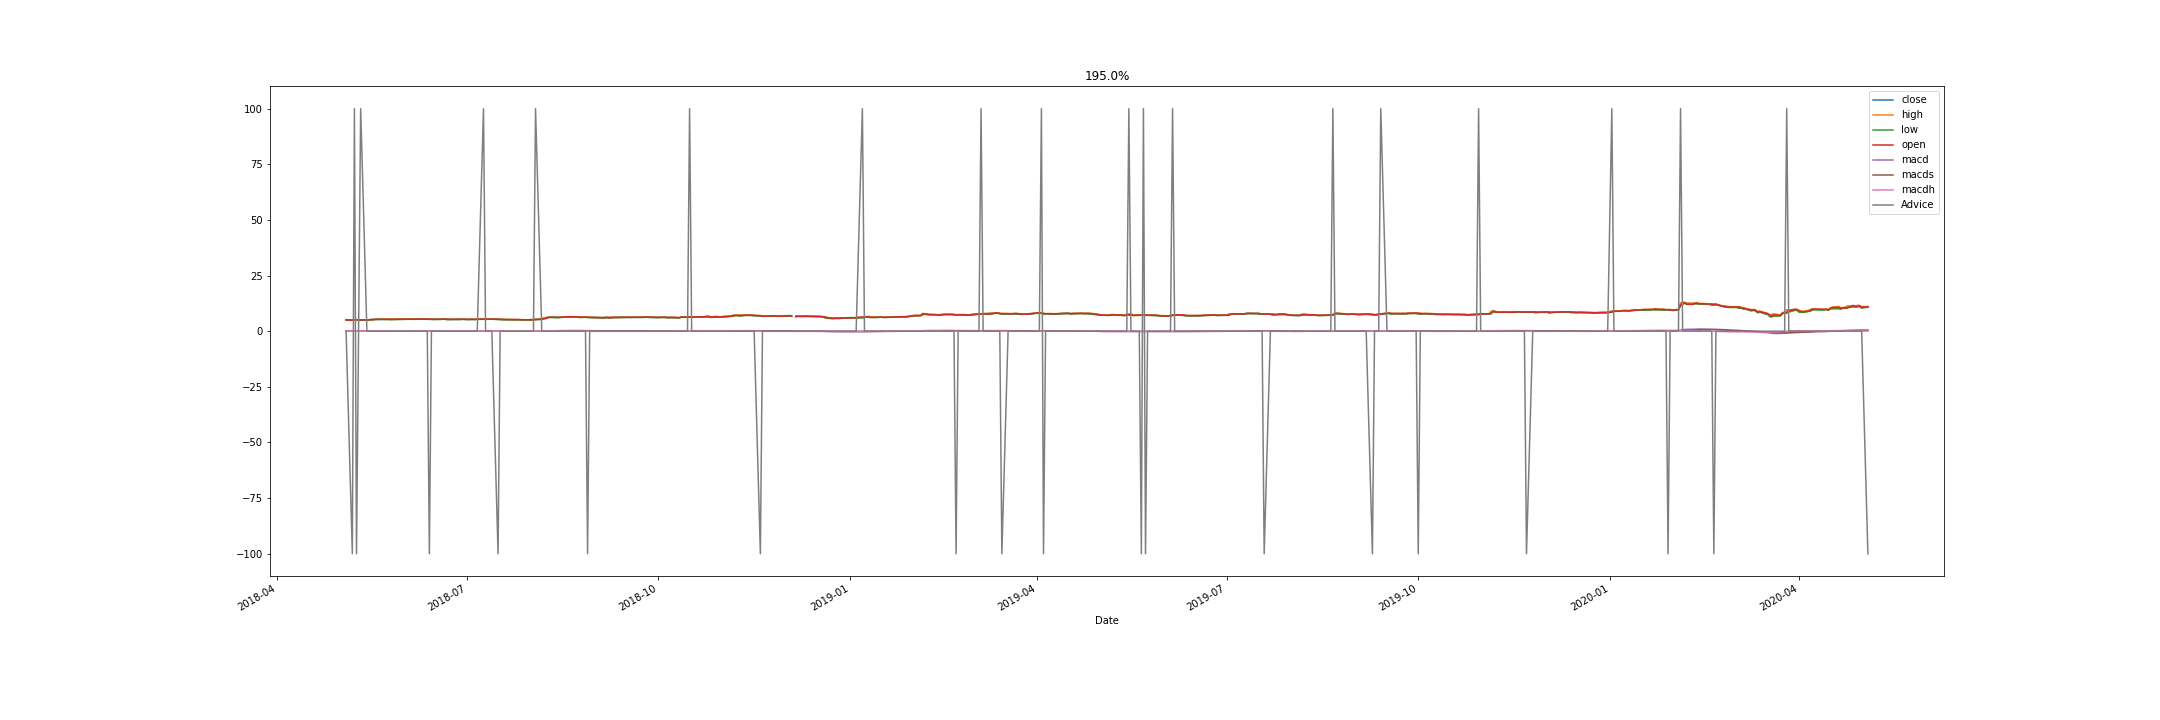 195.0%
100
75
50
25
0
−25
−50
−75
−100
close
high
low
open
macd
macds
macdh
Advice
2018-04
2018-07
2018-10
2019-01
2019-04
2019-07
2019-10
2020-01
2020-04
Date